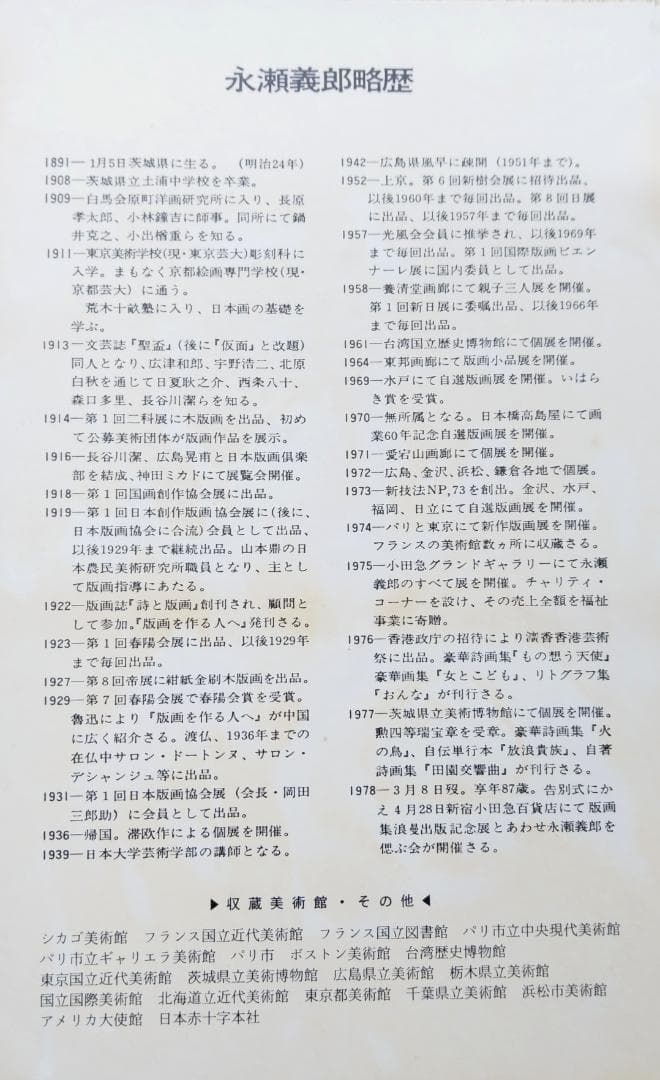 永瀬義郎略歴
1891—1月5日茨城県に生る。（明治24年）
1908—茨城県立土浦中学校を卒業。
1909—白馬会原町洋画研究所に入り、長原
孝太郎、小林鐘吉に師事。同所にて鍋
井克之、小出楢重らを知る。
1911—東京美術学校(現・東京芸大)彫刻科に
入学。まもなく京都絵画専門学校(現・
京都芸大）に通う。
荒木十畝塾に入り、日本画の基礎を
学ぶ。
1913—文芸誌『聖盃』(後に『仮面』と改題)
同人となり、広津和郎、宇野浩二、北原
白秋を通じて日夏耿之介、西条八十、
森口多里、長谷川潔らを知る。
1914—第1回二科展に木版画を出品、初め
て公募美術団体が版画作品を展示。
1916—長谷川潔、広島晃甫と日本版画倶楽
部を結成、神田ミカドにて展覧会開催。
1918—第1回国画創作協会展に出品。
1919—第1回日本創作版画協会展に(後に、
日本版画協会に合流)会員として出品、
以後1929年まで継続出品。山本鼎の日
本農民美術研究所職員となり、主とし
て版画指導にあたる。
1922—版画誌『詩と版画』創刊され、顧問と
して参加。『版画を作る人へ』発刊さる。
1923—第1回春陽会展に出品、以後1929年
まで毎回出品。
1927—第8回帝展に紺紙金刷木版画を出品。
1929—第7回春陽会展で春陽会賞を受賞。
魯迅により『版画を作る人へ』が中国
に広く紹介さる。渡仏、1936年までの
在仏中サロン・ドートンヌ、サロン・
デシャンジュ等に出品。
1931—第1回日本版画協会展（会長・岡田
三郎助）に会員として出品。
1936—帰国。滞欧作による個展を開催。
1939—日本大学芸術学部の講師となる。
1942—広島県風早に疎開（1951年まで）。
1952—上京。第6回新樹会展に招待出品、
以後1960年まで毎回出品。第8回日展
に出品、以後1957年まで毎回出品。
1957—光風会会員に推挙され、以後1969年
まで毎回出品。第1回国際版画ビエン
ナーレ展に国内委員として出品。
1958—養清堂画廊にて親子三人展を開催。
第1回新日展に委嘱出品、以後1966年
まで毎回出品。
1961—台湾国立歴史博物館にて個展を開催。
1964—東邦画廊にて版画小品展を開催。
1969—水戸にて自選版画展を開催。いはら
き賞を受賞。
1970—無所属となる。日本橋高島屋にて画
業60年記念自選版画展を開催。
1971—愛宕山画廊にて個展を開催。
1972—広島、金沢、浜松、鎌倉各地で個展。
1973—新技法NP,73を創出。金沢、水戸、
福岡、日立にて自選版画展を開催。
1974—パリと東京にて新作版画展を開催。
フランスの美術館数ヵ所に収蔵さる。
1975—小田急グランドギャラリーにて永瀬
義郎のすべて展を開催。チャリティ・
コーナーを設け、その売上全額を福祉
事業に寄贈。
1976—香港政庁の招待により演香香港芸術
祭に出品。豪華詩画集『もの想う天使』
豪華画集『女とこども』、リトグラフ集
『おんな』が刊行さる。
1977—茨城県立美術博物館にて個展を開催。
勲四等瑞宝章を受章。豪華詩画集『火
の鳥』、自伝単行本『放浪貴族』、自著
詩画集『田園交響曲』が刊行さる。
1978—3月8日歿。享年87歳。告別式にか
え4月28日新宿小田急百貨店にて版画
集浪曼出版記念展とあわせ永瀬義郎を
偲ぶ会が開催さる。
▶収蔵美術館・その他◀
シカゴ美術館　フランス国立近代美術館　フランス国立図書館　パリ市立中央現代美術館
パリ市立ギャリエラ美術館　パリ市　ボストン美術館　台湾歴史博物館
東京国立近代美術館　茨城県立美術博物館　広島県立美術館　栃木県立美術館
国立国際美術館　北海道立近代美術館　東京都美術館　千葉県立美術館　浜松市美術館
アメリカ大使館　日本赤十字本社